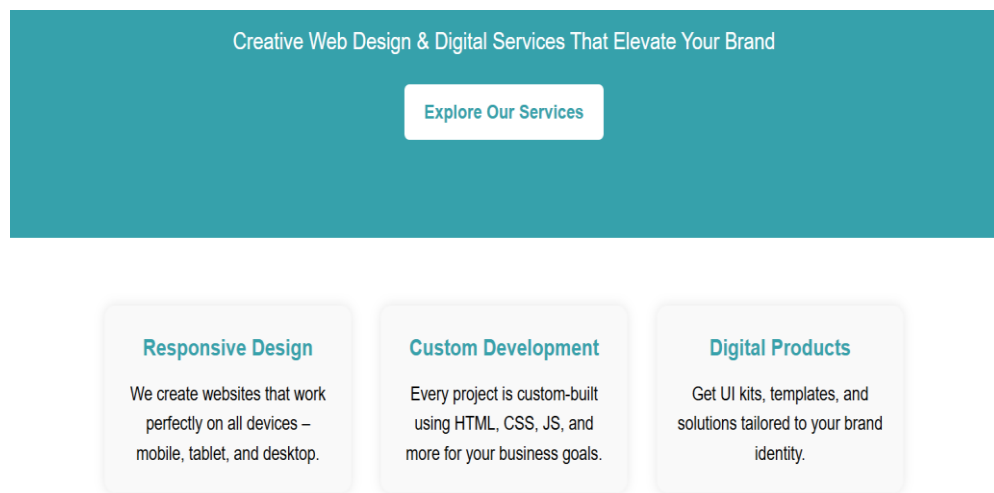 Creative Web Design & Digital Services That Elevate Your Brand
Explore Our Services
Responsive Design
We create websites that work
perfectly on all devices –
mobile, tablet, and desktop.
Custom Development
Every project is custom-built
using HTML, CSS, JS, and
more for your business goals.
Digital Products
Get UI kits, templates, and
solutions tailored to your brand
identity.